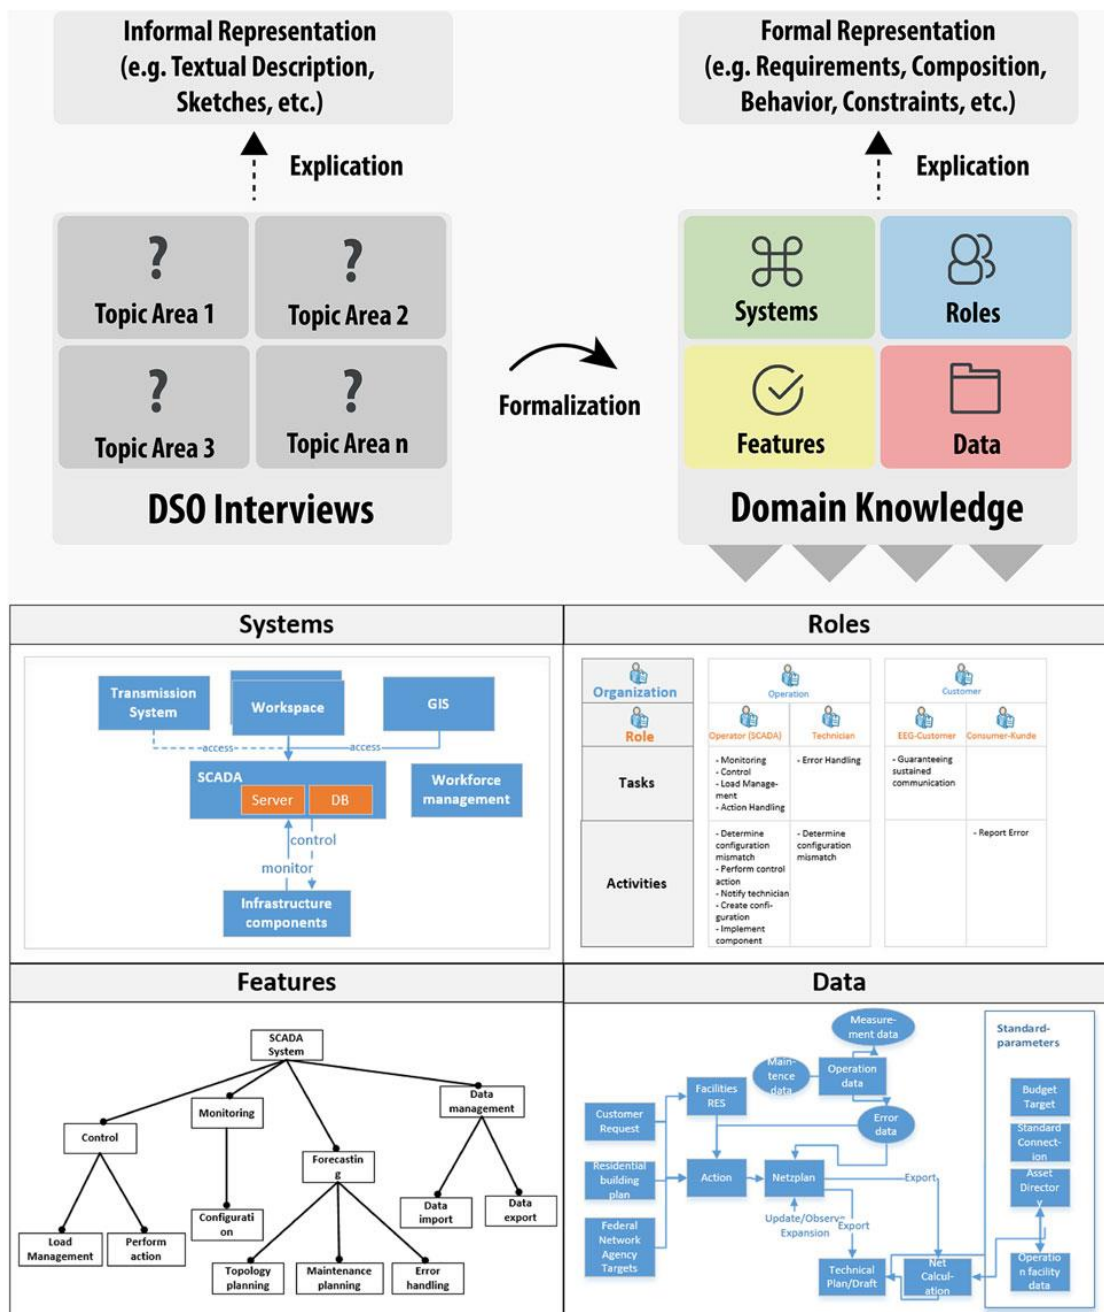 Informal Representation
(e.g. Textual Description,
Sketches, etc.)
Formal Representation
(e.g. Requirements, Composition,
Behavior, Constraints, etc.)
Explication
Explication
?
Topic Area 1
?
Topic Area 2
?
Topic Area 3
?
Topic Area n
DSO Interviews
Formalization
Systems
Roles
Features
Data
Domain Knowledge
Systems
Transmission
System
Workspace
GIS
access
access
SCADA
Server
DB
Workforce
management
control
monitor
Infrastructure
components
Roles
Organization
Operation
Customer
Role
Operator (SCADA)
Technician
EEG-Customer
Consumer-Kunde
Tasks
- Monitoring
- Control
- Load Manage-
ment
- Action Handling
- Error Handling
- Guaranteeing
sustained
communication
Activities
- Determine
configuration
mismatch
- Perform control
action
- Notify technician
- Create confi-
guration
- Implement
component
- Determine
configuration
mismatch
- Report Error
Features
SCADA
System
Control
Monitoring
Forecastin
g
Data
management
Load
Management
Perform
action
Configurati
on
Topology
planning
Maintenance
planning
Error
handling
Data
import
Data
export
Data
Measure-
ment data
Main-
tence data
Operation
data
Error
data
Facilities
RES
Customer
Request
Residential
building plan
Federal
Network
Agency
Targets
Action
Netzplan
Update/Observe
Expansion
Export
Export
Technical
Plan/Draft
Net
Calcul-
ation
Standard-
parameters
Budget
Target
Standard
Connect-
ion
Asset
Director
y
Operatio
n facility
data